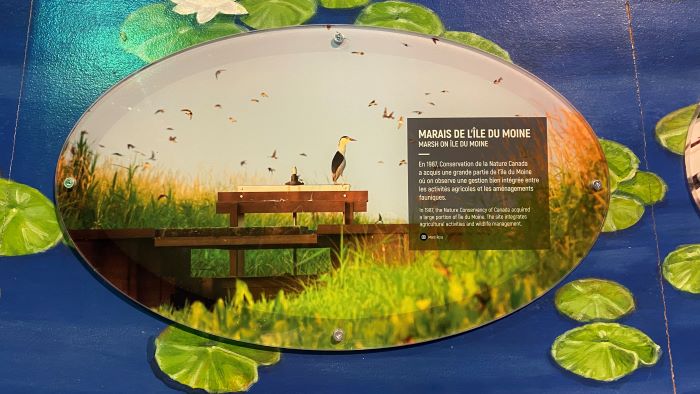 MARAIS DE L'ÎLE DU MOINE
MARSH ON ÎLE DU MOINE
En 1987, Conservation de la Nature Canada
a acquis une grande partie de l'île du Moine
où on observe une gestion bien intégrée entre
les activités agricoles et les aménagements
fauniques.
In 1987, the Nature Conservancy of Canada acquired
a large portion of Île du Moine. The site integrates
agricultural activities and wildlife management.